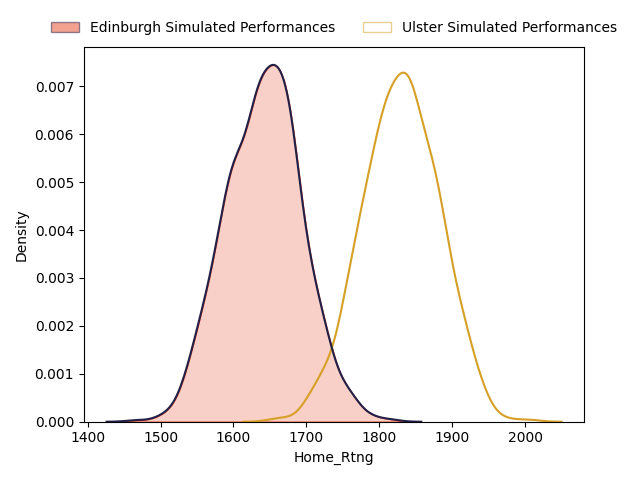 Edinburgh Simulated Performances
Ulster Simulated Performances
Density
0.007
0.006
0.005
0.004
0.003
0.002
0.001
0.000
1400 1500 1600 1700 1800 1900 2000
Home_Rtng